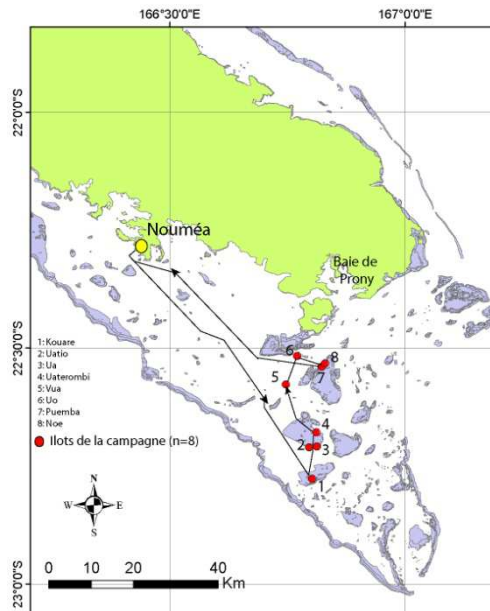 166°30'0"E 167°0'0"E
22°0'0"S
Nouméa
Baie de
Prony
22°30'0"S
6
8
7
5
4
2
3
1
1:Kouare
2:Uatio
3:Ua
4:Uaterombi
5:Vua
6:Uo
7:Puemba
8:Noe
Ilots de la campagne (n=8)
N
W E
S
0 10 20 40
Km
23°0'0"S